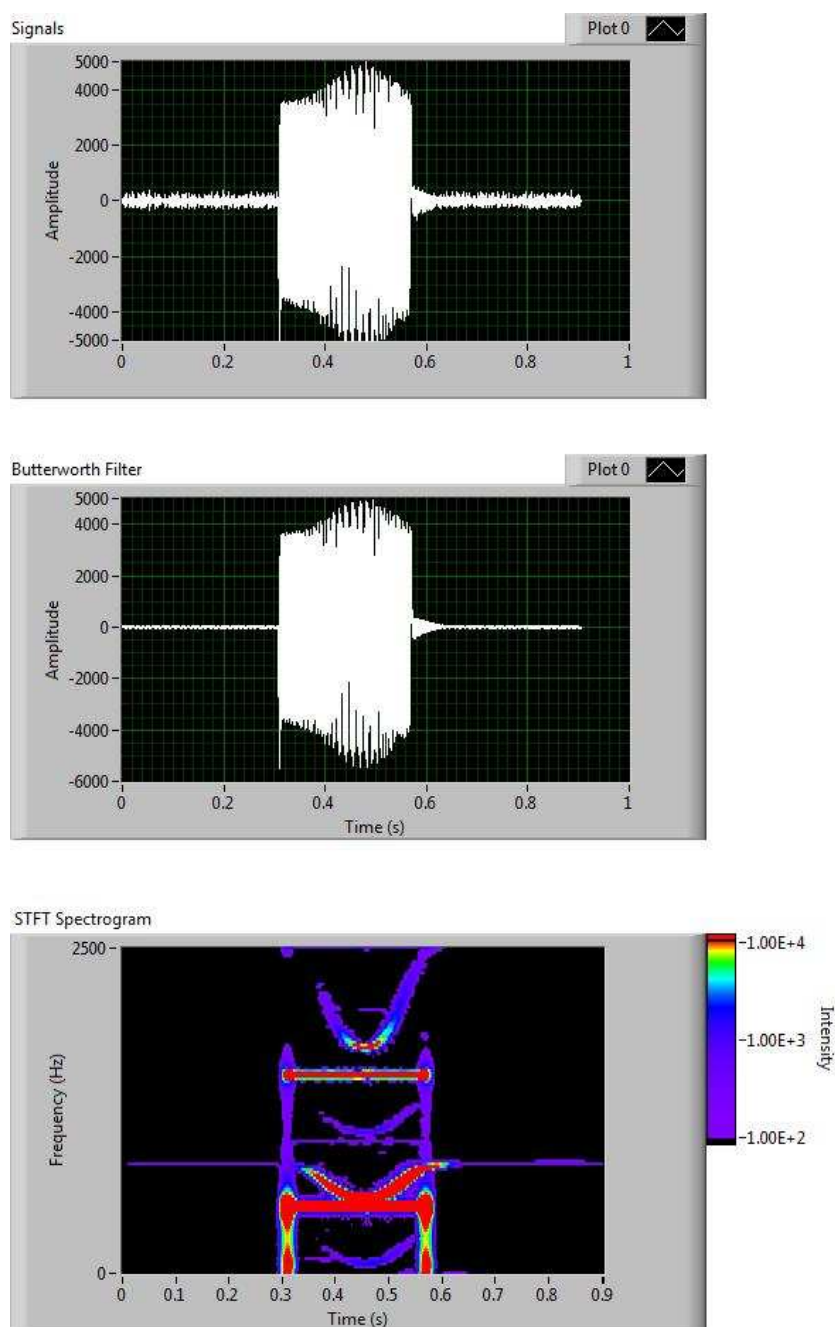 Signals
Plot 0
5000
4000
2000
0
-2000
-4000
-5000
Amplitude
0 0.2 0.4 0.6 0.8 1
Butterworth Filter
Plot 0
5000
4000
2000
0
-2000
-4000
-6000
Amplitude
0 0.2 0.4 0.6 0.8 1
Time (s)
STFT Spectrogram
2500
0
Frequency (Hz)
0 0.1 0.2 0.3 0.4 0.5 0.6 0.7 0.8 0.9
Time (s)
-1.00E+4
-1.00E+3
-1.00E+2
Intensity